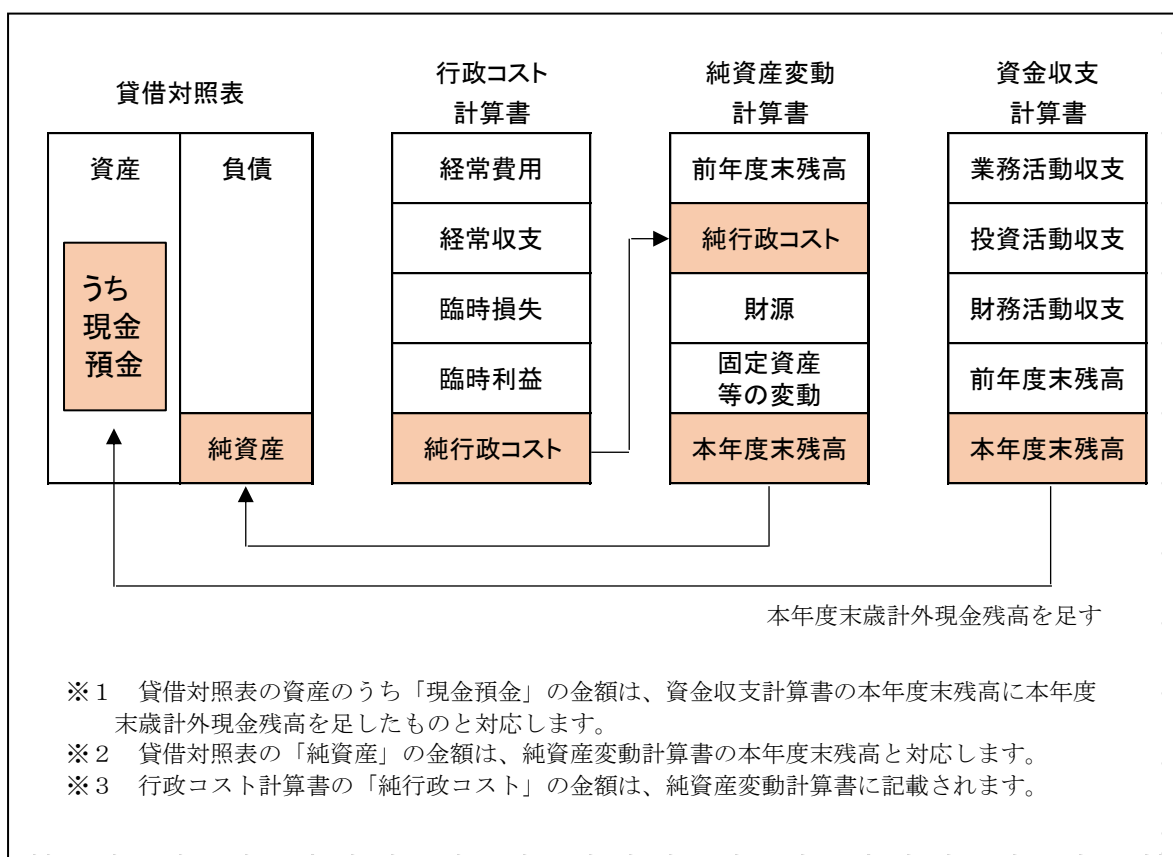 貸借対照表
資産
うち
現金
預金
負債
純資産
行政コスト
計算書
経常費用
経常収支
臨時損失
臨時利益
純行政コスト
純資産変動
計算書
前年度末残高
純行政コスト
財源
固定資産
等の変動
本年度末残高
資金収支
計算書
業務活動収支
投資活動収支
財務活動収支
前年度末残高
本年度末残高
本年度末歳計外現金残高を足す
※１　貸借対照表の資産のうち「現金預金」の金額は、資金収支計算書の本年度末残高に本年度
末歳計外現金残高を足したものと対応します。
※２　貸借対照表の「純資産」の金額は、純資産変動計算書の本年度末残高と対応します。
※３　行政コスト計算書の「純行政コスト」の金額は、純資産変動計算書に記載されます。